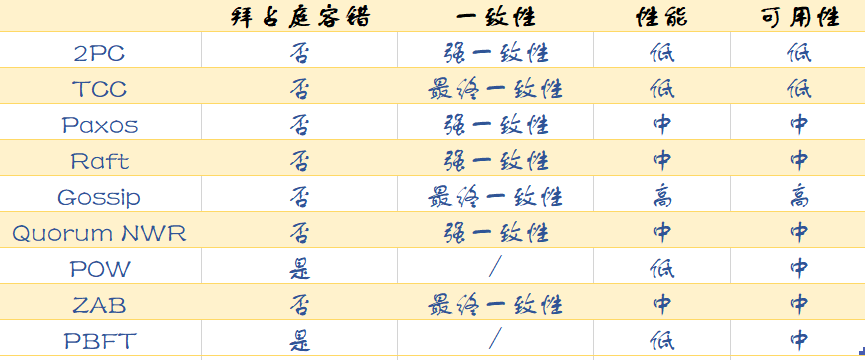 拜占庭容错 一致性 性能 可用性
2PC 否 强一致性 低 低
TCC 否 最终一致性 低 低
Paxos 否 强一致性 中 中
Raft 否 强一致性 中 中
Gossip 否 最终一致性 高 高
Quorum NWR 否 强一致性 中 中
POW 是 / 低 中
ZAB 否 最终一致性 中 中
PBFT 是 / 低 中